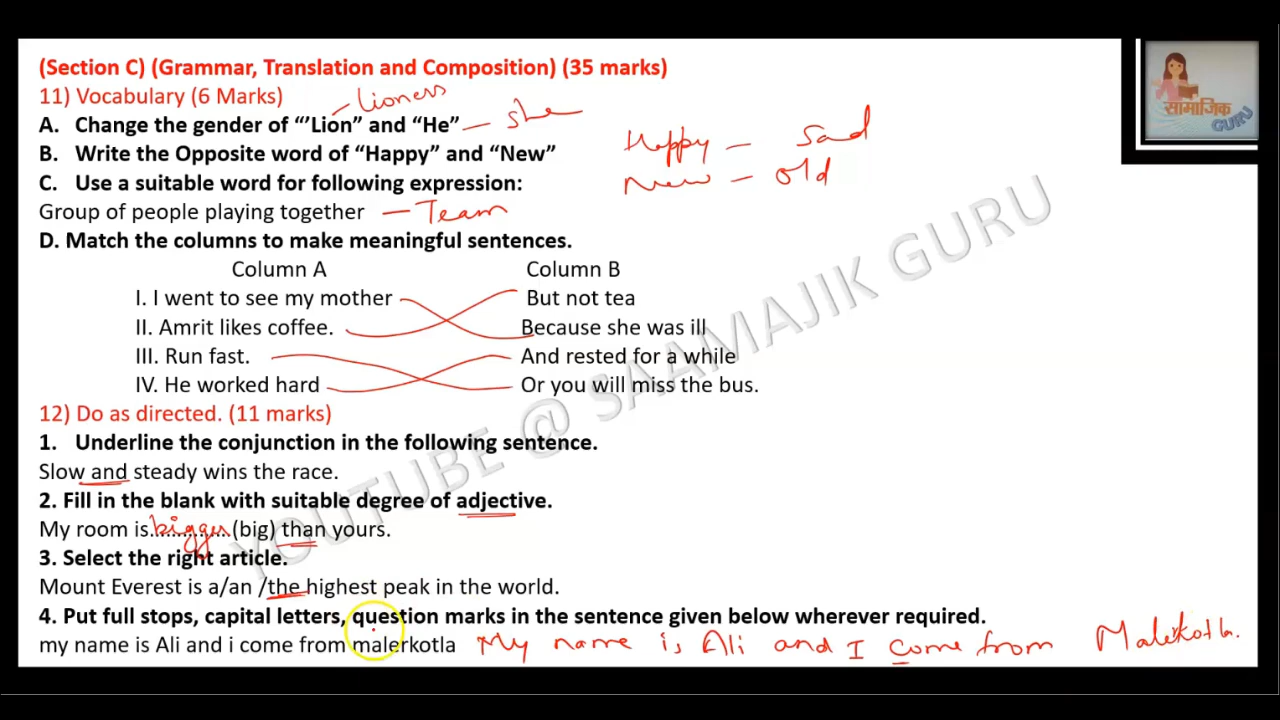 (Section C) (Grammar, Translation and Composition) (35 marks)
11) Vocabulary (6 Marks) – Lioness
A. Change the gender of “’Lion” and “He” – She
B. Write the Opposite word of “Happy” and “New” Happy – Sad
C. Use a suitable word for following expression: New – old
Group of people playing together – Team
D. Match the columns to make meaningful sentences.
Column A Column B
I. I went to see my mother But not tea
II. Amrit likes coffee. Because she was ill
III. Run fast. And rested for a while
IV. He worked hard Or you will miss the bus.
12) Do as directed. (11 marks)
1. Underline the conjunction in the following sentence.
Slow and steady wins the race.
2. Fill in the blank with suitable degree of adjective.
My room is..bigger..(big) than yours.
3. Select the right article.
Mount Everest is a/an /the highest peak in the world.
4. Put full stops, capital letters, question marks in the sentence given below wherever required.
my name is Ali and i come from malerkotla My name is Ali and I come from Malerkotla.
सामाजिक
GURU
YOUTUBE @ SAAMAJIK GURU